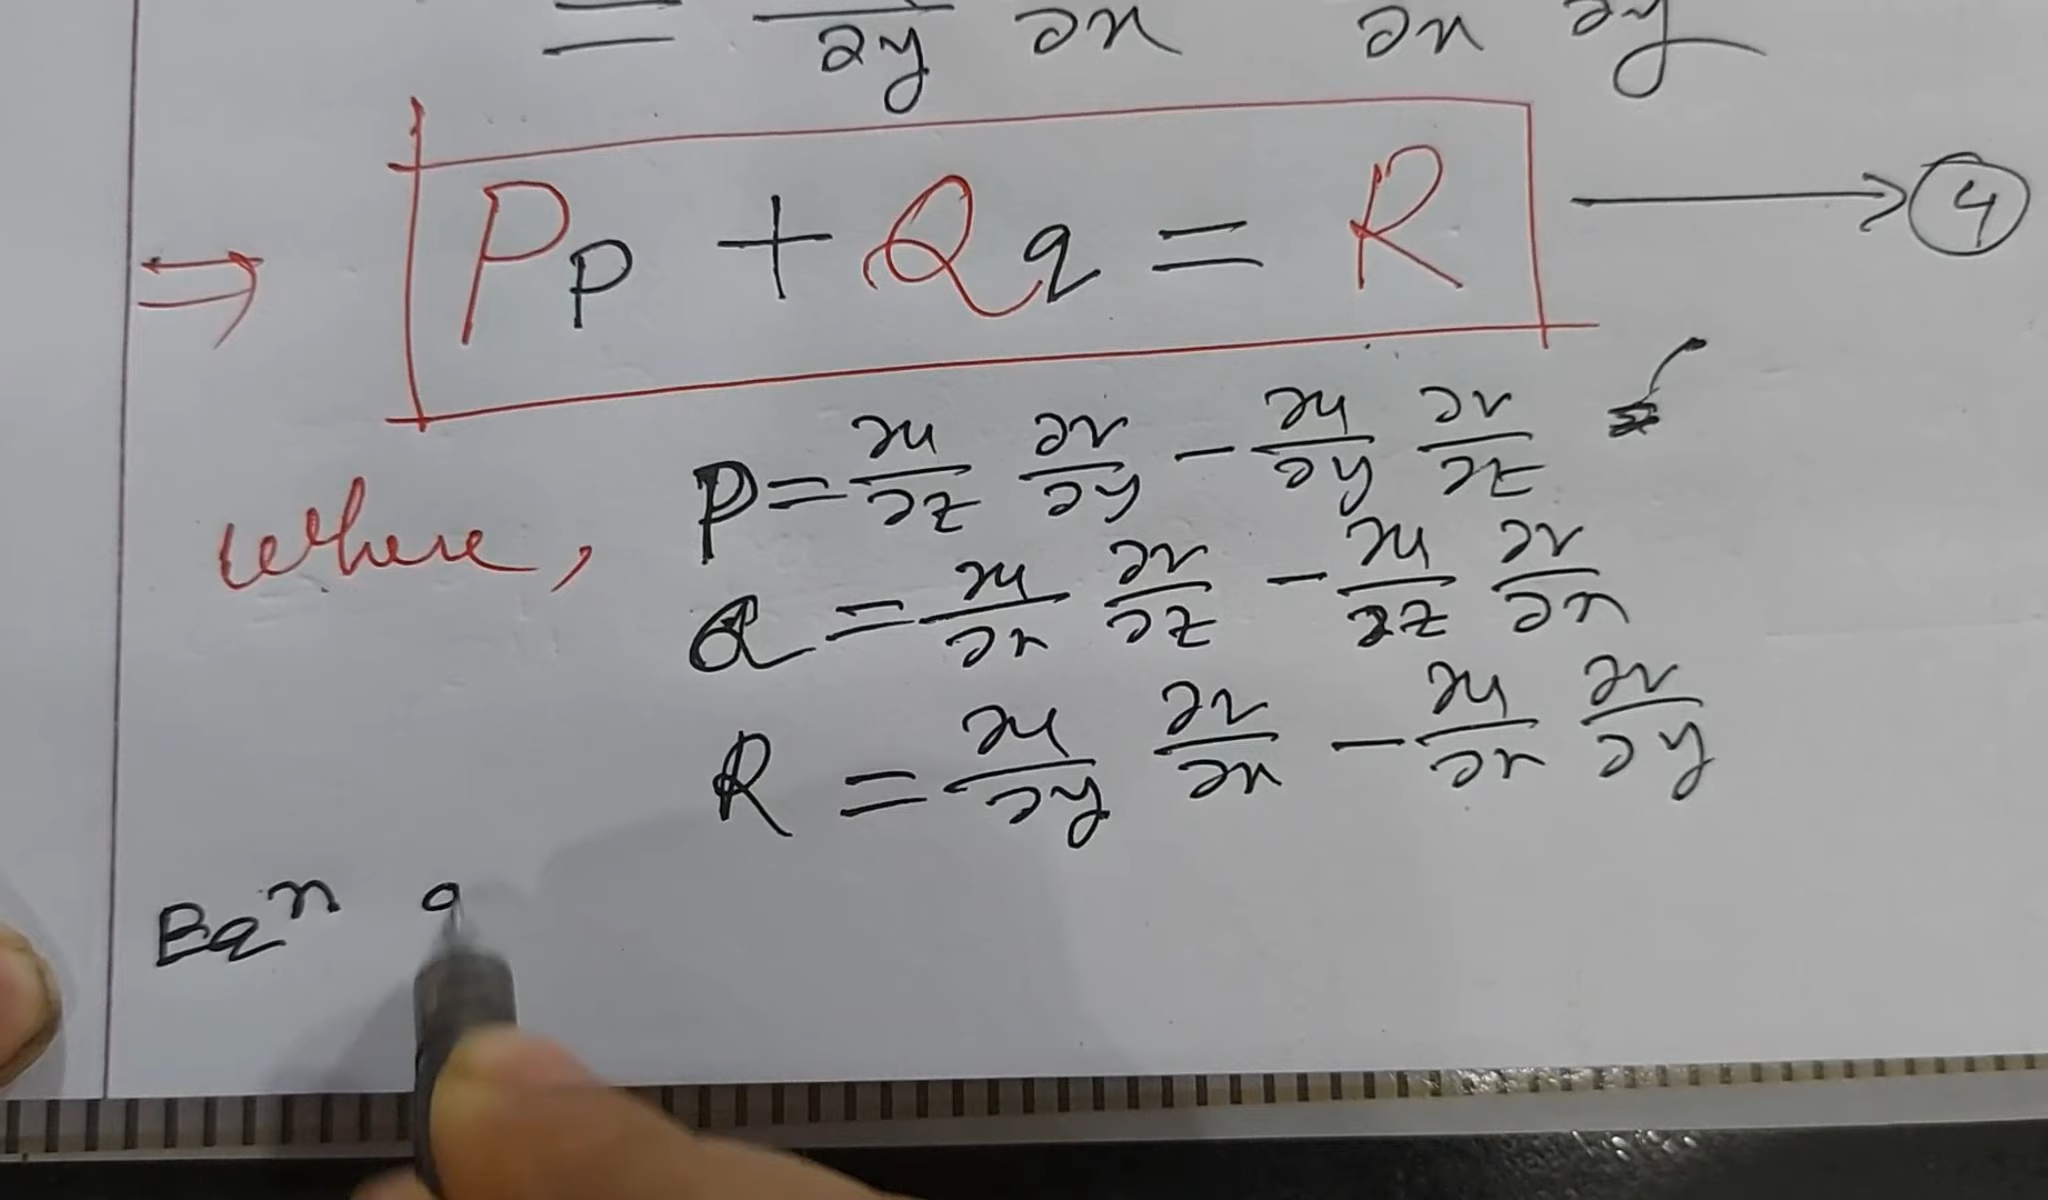 = ∂y ∂x ∂x ∂y
⇒ Pp + Qq = R → 4
where, P = ∂u/∂z ∂v/∂y - ∂u/∂y ∂v/∂z
Q = ∂u/∂x ∂v/∂z - ∂u/∂z ∂v/∂x
R = ∂u/∂y ∂v/∂x - ∂u/∂x ∂v/∂y
Eqⁿ